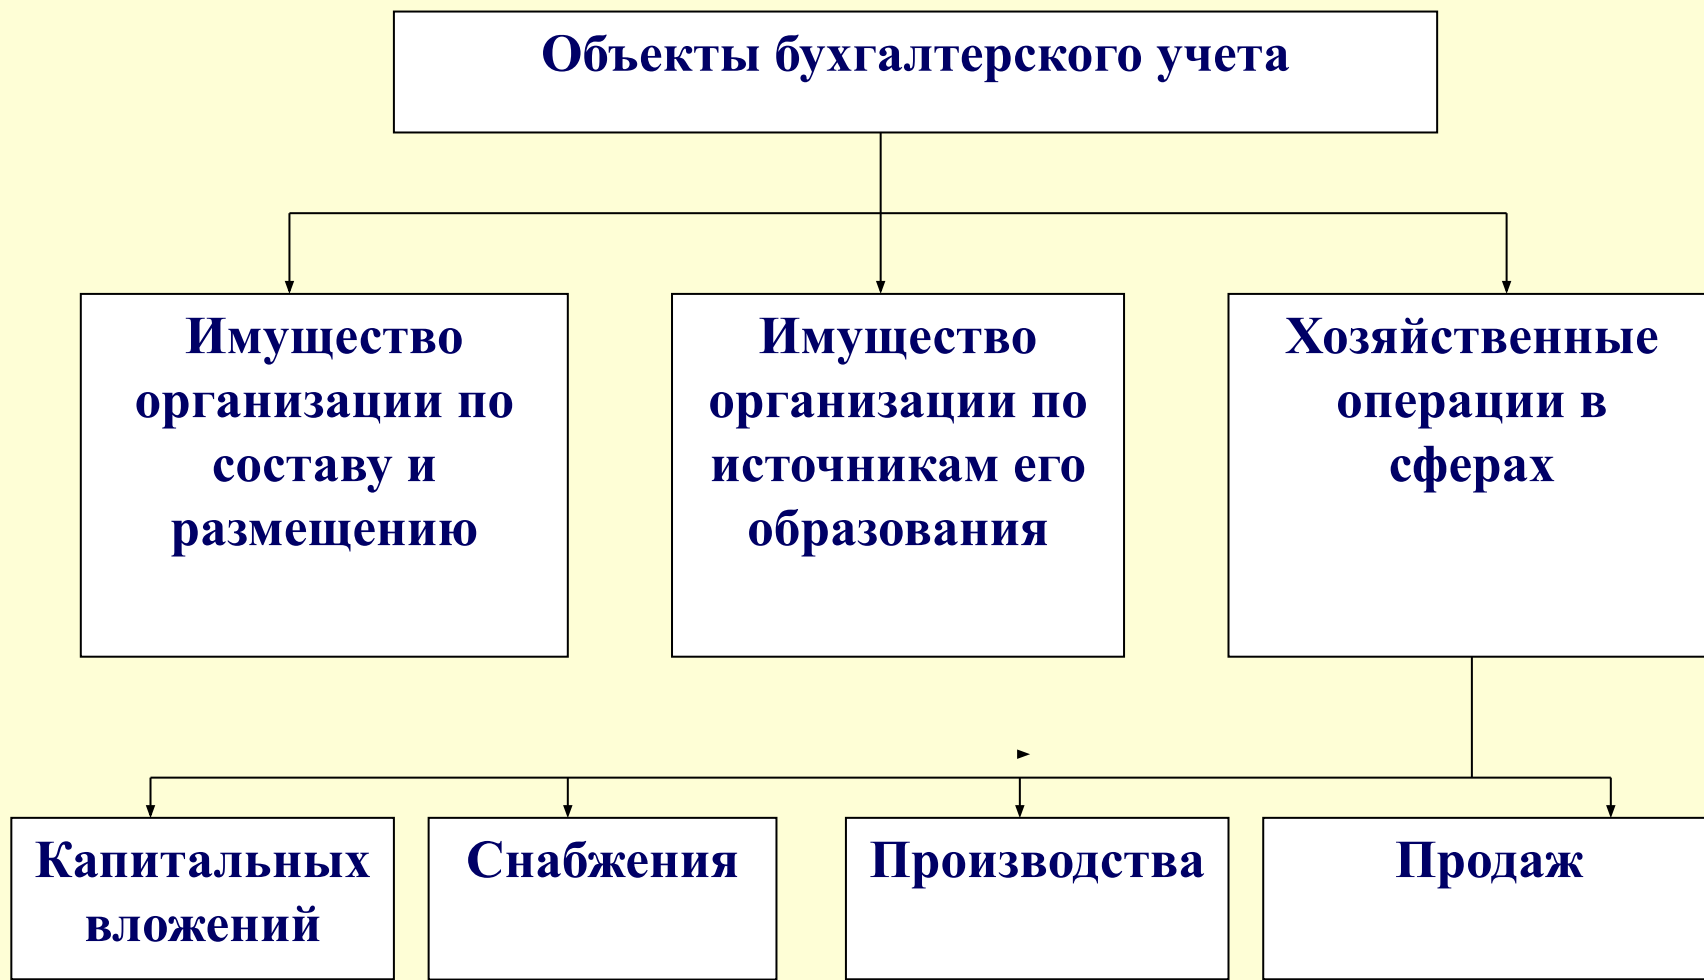 Объекты бухгалтерского учета
Имущество
организации по
составу и
размещению
Имущество
организации по
источникам его
образования
Хозяйственные
операции в
сферах
Капитальных
вложений
Снабжения
Производства
Продаж